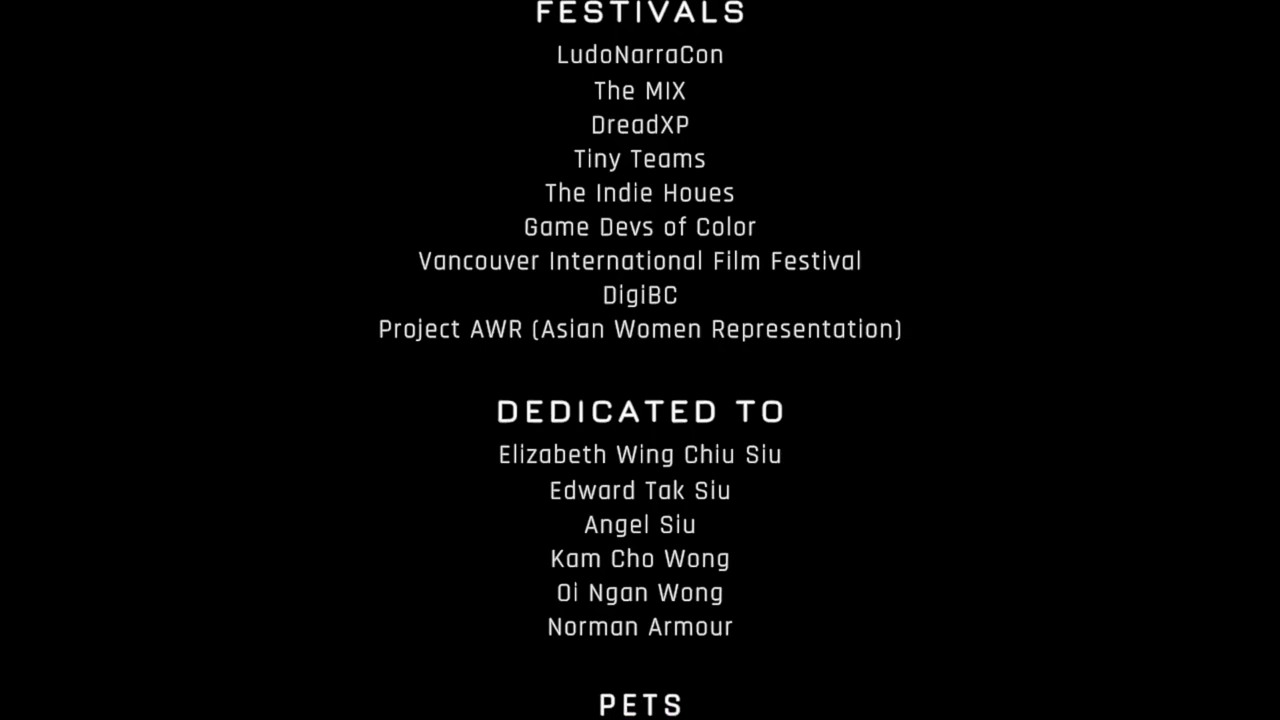 FESTIVALS
LudoNarraCon
The MIX
DreadXP
Tiny Teams
The Indie Houes
Game Devs of Color
Vancouver International Film Festival
DigiBC
Project AWR (Asian Women Representation)
DEDICATED TO
Elizabeth Wing Chiu Siu
Edward Tak Siu
Angel Siu
Kam Cho Wong
Oi Ngan Wong
Norman Armour
PETS